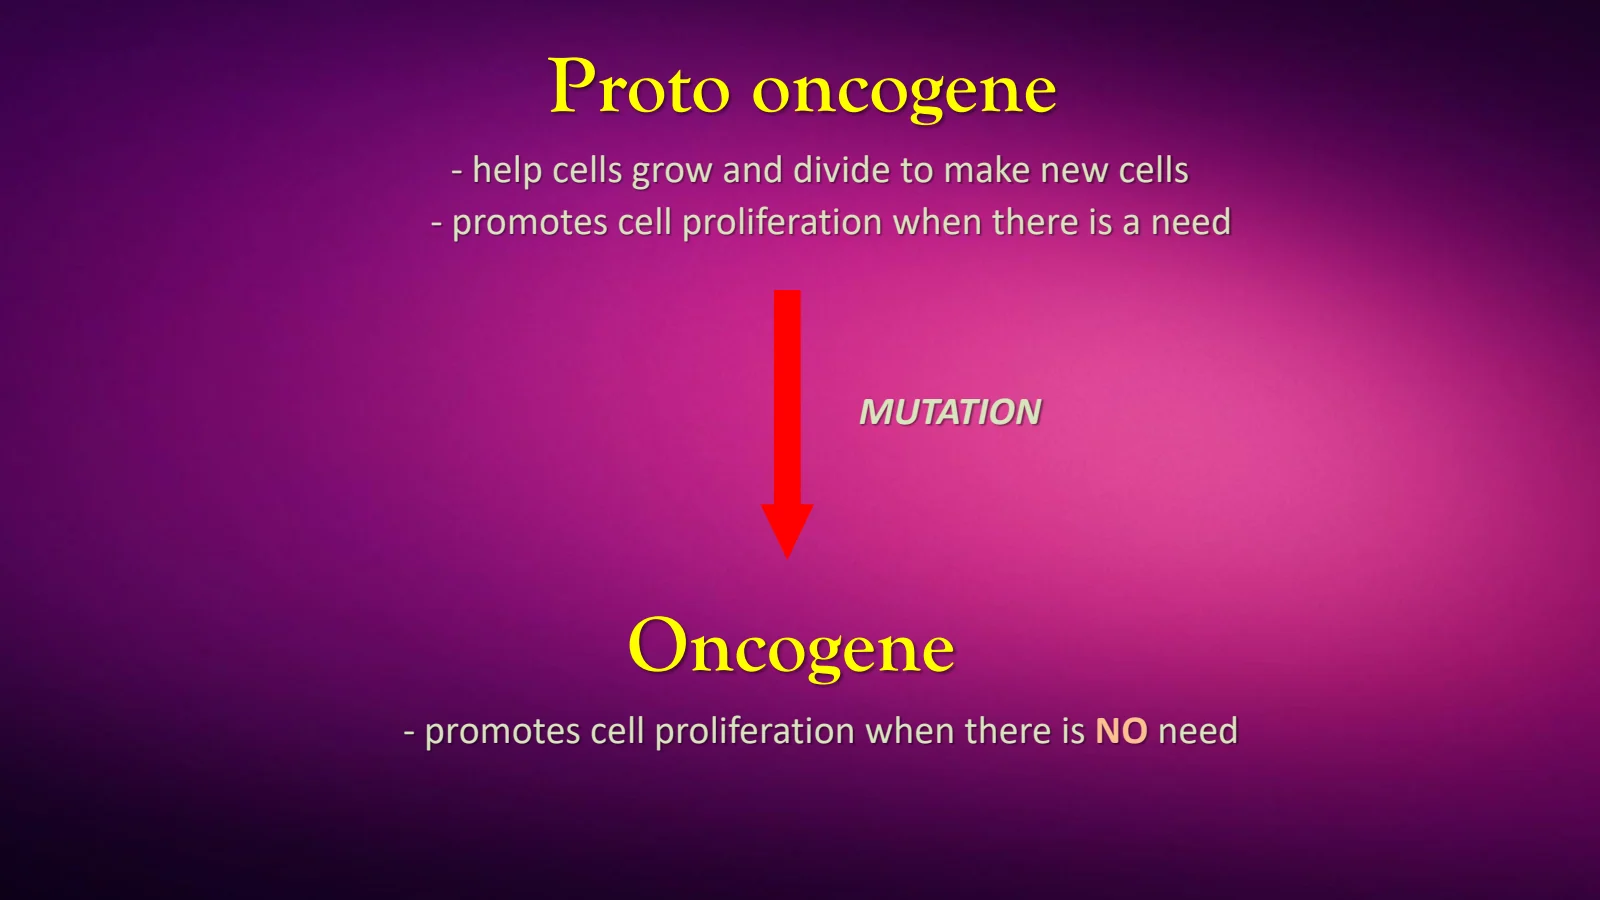 Proto oncogene
- help cells grow and divide to make new cells
- promotes cell proliferation when there is a need
MUTATION
Oncogene
- promotes cell proliferation when there is NO need